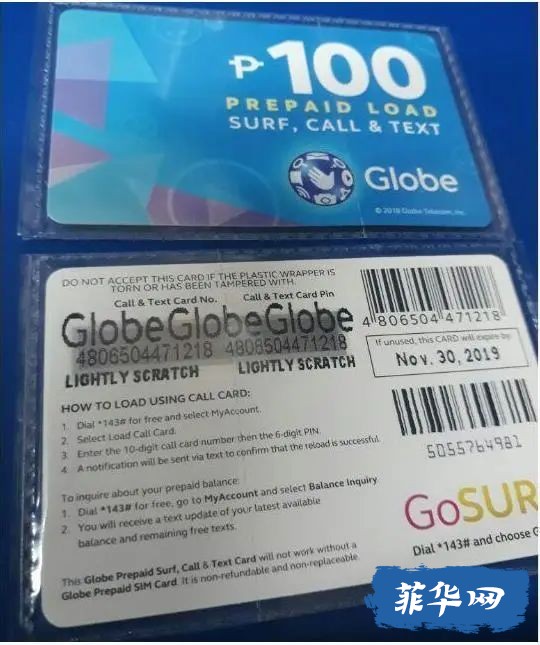 ₱100
PREPAID LOAD
SURF, CALL & TEXT
Globe
© 2018 Globe Telecom, Inc.
DO NOT ACCEPT THIS CARD IF THE PLASTIC WRAPPER IS
TORN OR HAS BEEN TAMPERED WITH.
Call & Text Card No. Call & Text Card Pin
GlobeGlobeGlobe
4806504471218 4806504471218
LIGHTLY SCRATCH LIGHTLY SCRATCH
4 806504 471218
If unused, this CARD will expire by:
Nov. 30, 2019
5055764981
HOW TO LOAD USING CALL CARD:
1. Dial *143# for free and select MyAccount.
2. Select Load Call Card.
3. Enter the 10-digit call card number then the 6-digit PIN.
4. A notification will be sent via text to confirm that the reload is successful.
To inquire about your prepaid balance:
1. Dial *143# for free, go to MyAccount and select Balance Inquiry.
2. You will receive a text update of your latest available
balance and remaining free texts.
GoSUR
Dial *143# and choose G
This Globe Prepaid Surf, Call & Text Card will not work without a
Globe Prepaid SIM Card. It is non-refundable and non-replaceable.
菲华网